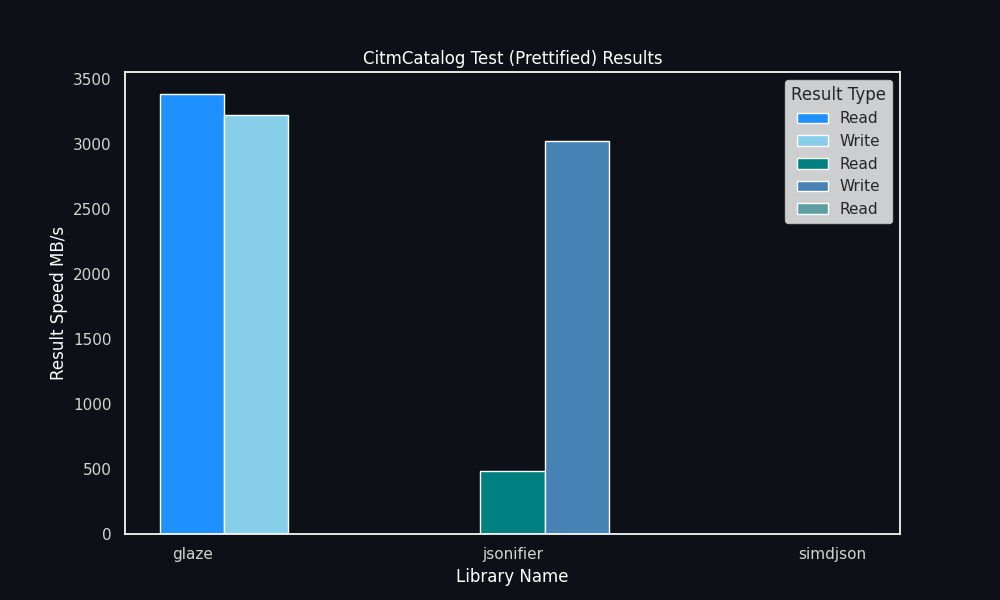 CitmCatalog Test (Prettified) Results
3500
3000
2500
2000
1500
1000
500
0
Result Speed MB/s
Result Type
Read
Write
Read
Write
Read
glaze
jsonifier
simdjson
Library Name